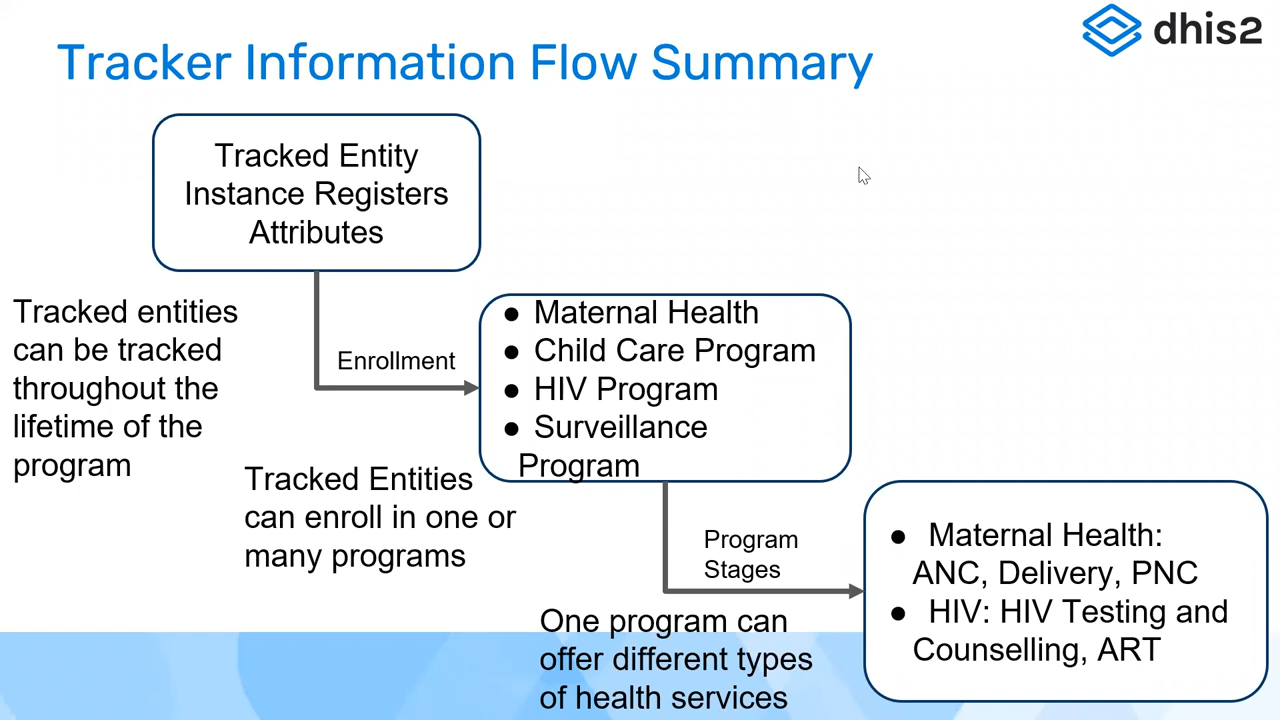 dhis2
Tracker Information Flow Summary
Tracked Entity
Instance Registers
Attributes
Tracked entities
can be tracked
throughout the
lifetime of the
program
Enrollment
● Maternal Health
● Child Care Program
● HIV Program
● Surveillance
Program
Tracked Entities
can enroll in one or
many programs
Program
Stages
● Maternal Health:
ANC, Delivery, PNC
● HIV: HIV Testing and
Counselling, ART
One program can
offer different types
of health services